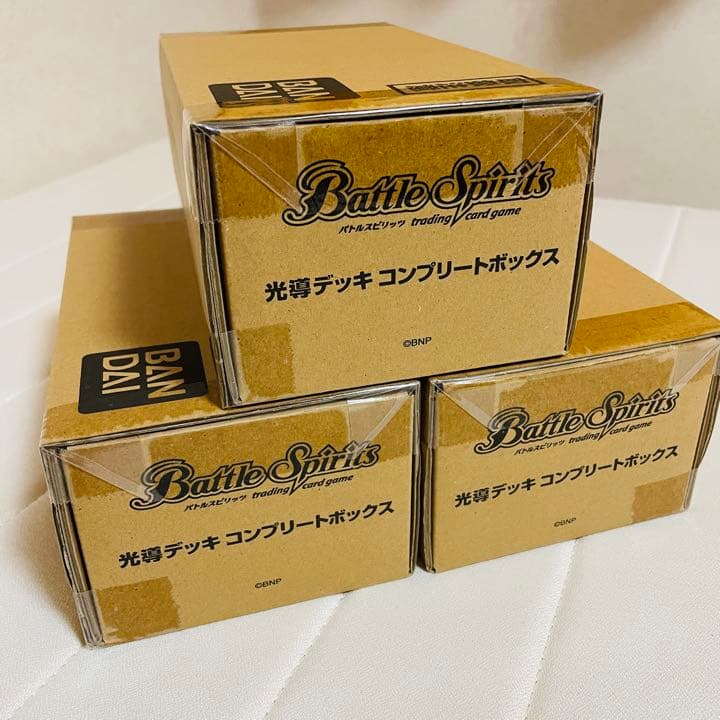 BAN
DAI
Battle Spirits
バトルスピリッツ trading card game
光導デッキ コンプリートボックス
©BNP
BAN
DAI
Battle Spirits
バトルスピリッツ trading card game
光導デッキ コンプリートボックス
©BNP
Battle Spirits
バトルスピリッツ trading card game
光導デッキ コンプリートボックス
©BNP